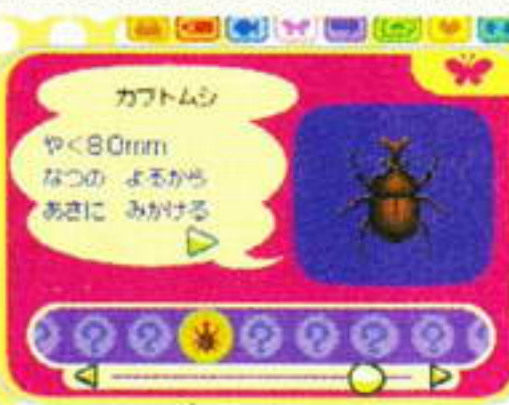 カブトムシ
やく80mm
なつの よるから
あさに みかける
? ? ? ? ? ? ?